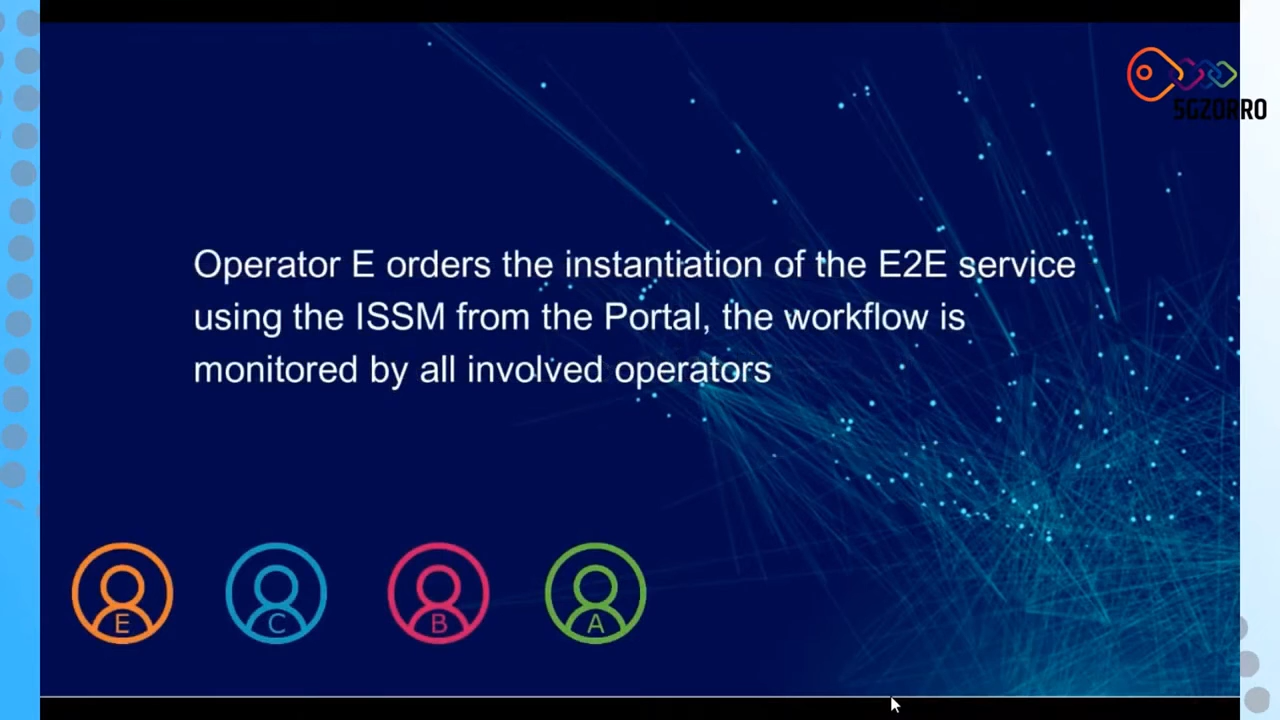 5GZORRO
Operator E orders the instantiation of the E2E service
using the ISSM from the Portal, the workflow is
monitored by all involved operators
E C B A